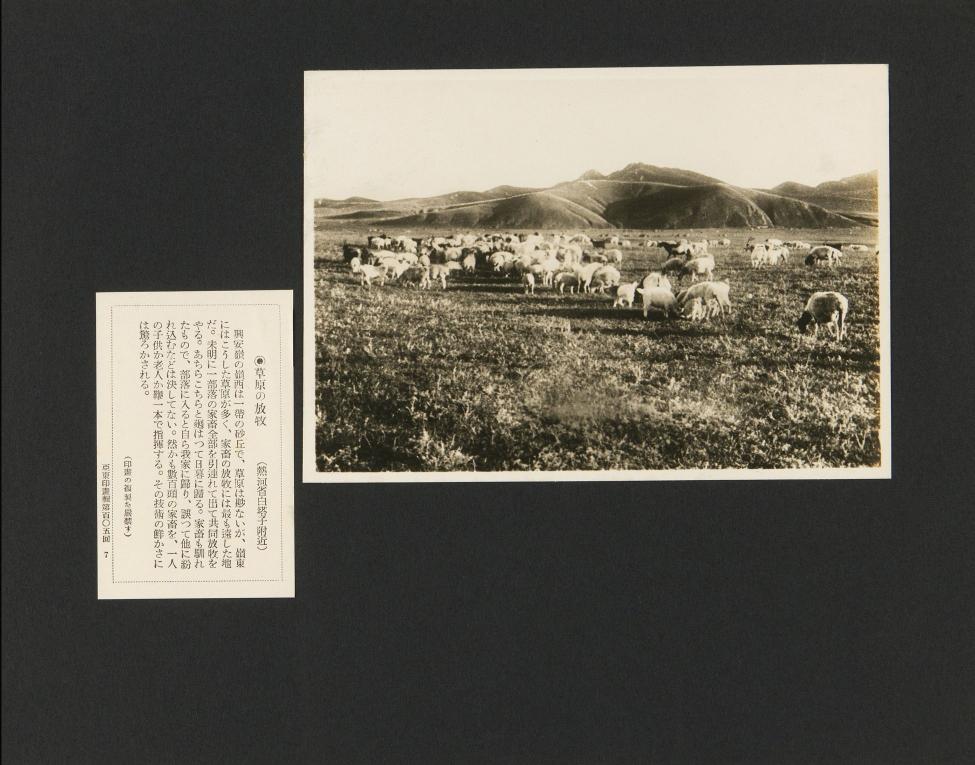 ◉草原の放牧　（熱河省白塔子附近）
興安嶺の嶺西は一帶の砂丘で、草原は尠ないが、嶺東
にはこうした草原が多く、家畜の放牧には最も適した地
だ。未明に一部落の家畜全部を引連れて出て共同放牧を
やる。あちらこちらと遊はつて日暮に歸る。家畜も馴れ
たもので、部落に入ると自ら我家に歸り、誤つて他に紛
れ込むなどは決してない。然かも數百頭の家畜を、一人
の子供か老人か鞭一本で指揮する。その技術の鮮かさに
は驚ろかされる。
（印畫の複製を嚴禁す）
亞東印畫輯第百〇五回　7